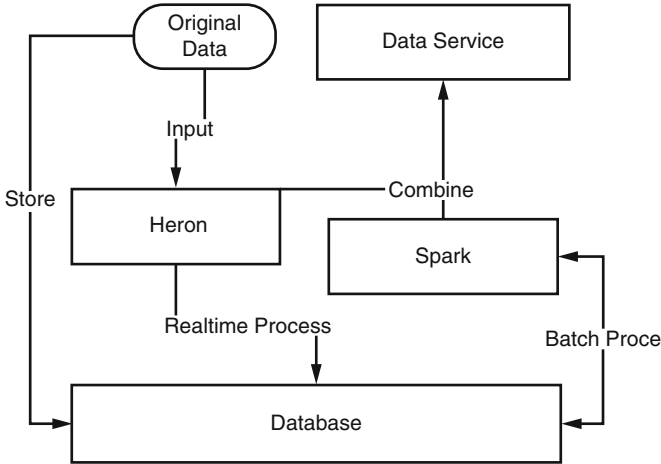 Original
Data
Data Service
Input
Store
Combine
Heron
Spark
Realtime Process
Batch Proce
Database